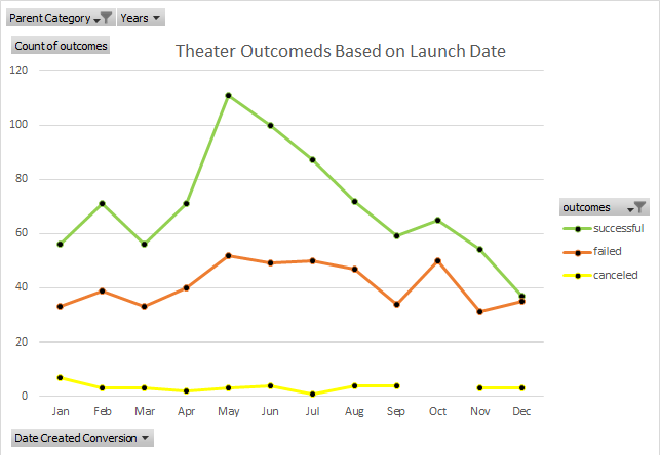 Parent Category Years
Count of outcomes
Theater Outcomeds Based on Launch Date
120
100
80
60
40
20
0
Jan Feb Mar Apr May Jun Jul Aug Sep Oct Nov Dec
outcomes
successful
failed
canceled
Date Created Conversion